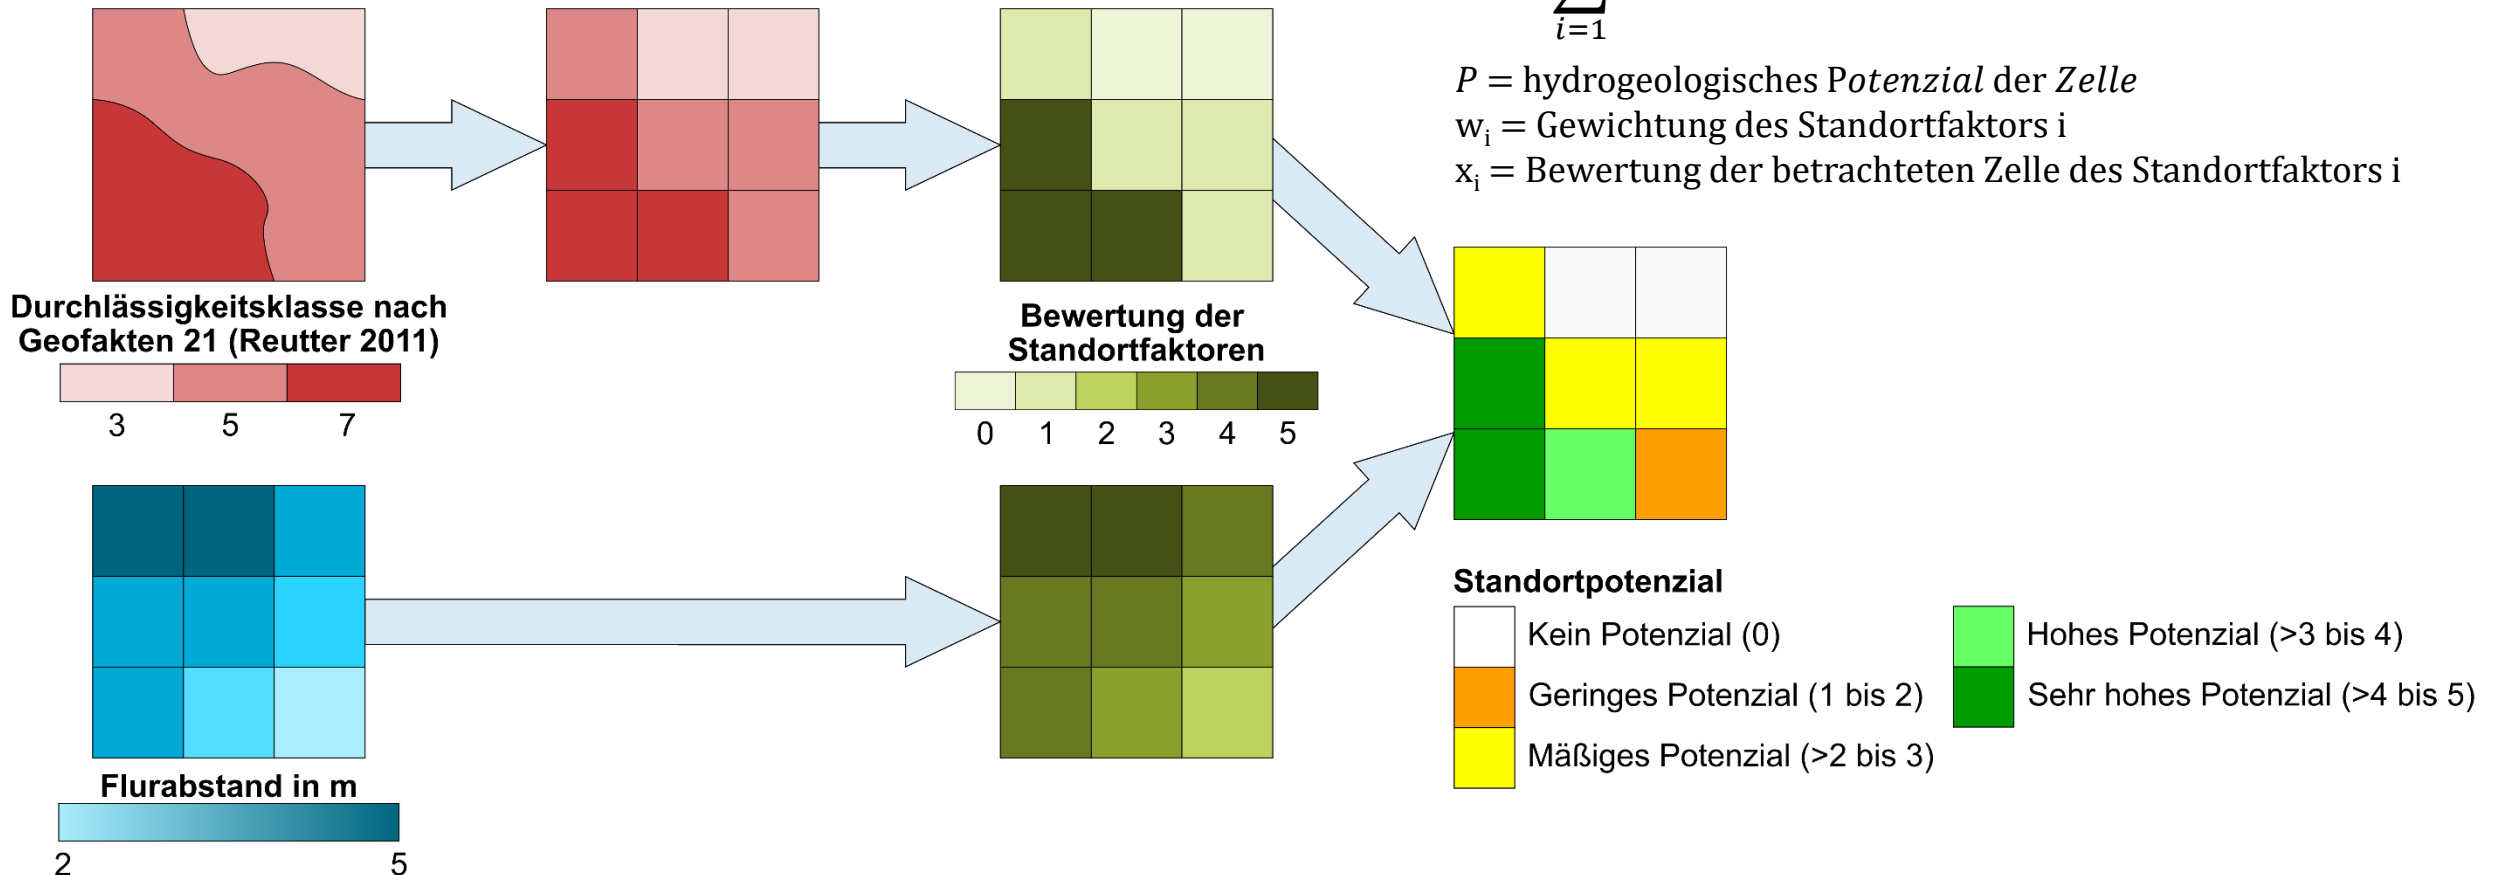 ∑
i=1
P = hydrogeologisches Potenzial der Zelle
wi = Gewichtung des Standortfaktors i
xi = Bewertung der betrachteten Zelle des Standortfaktors i
Durchlässigkeitsklasse nach
Geofakten 21 (Reutter 2011)
3 5 7
Bewertung der
Standortfaktoren
0 1 2 3 4 5
Flurabstand in m
2 5
Standortpotenzial
Kein Potenzial (0)
Geringes Potenzial (1 bis 2)
Mäßiges Potenzial (>2 bis 3)
Hohes Potenzial (>3 bis 4)
Sehr hohes Potenzial (>4 bis 5)